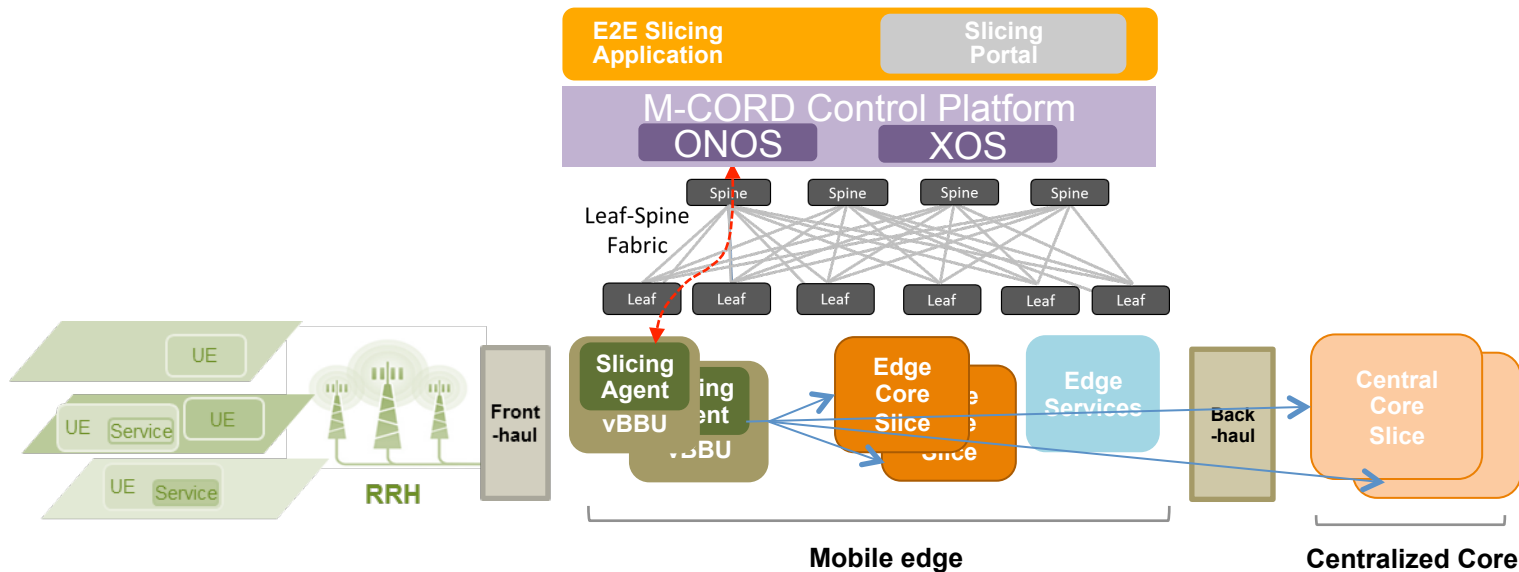 E2E Slicing
Application
Slicing
Portal
M-CORD Control Platform
ONOS
XOS
Spine
Spine
Spine
Spine
Leaf-Spine
Fabric
Leaf
Leaf
Leaf
Leaf
Leaf
Leaf
UE
UE
Service
UE
UE
Service
RRH
Front
-haul
Slicing
Agent
vBBU
ing
ent
vBBU
Edge
Core
Slice
Slice
Edge
Services
Back
-haul
Central
Core
Slice
Mobile edge
Centralized Core